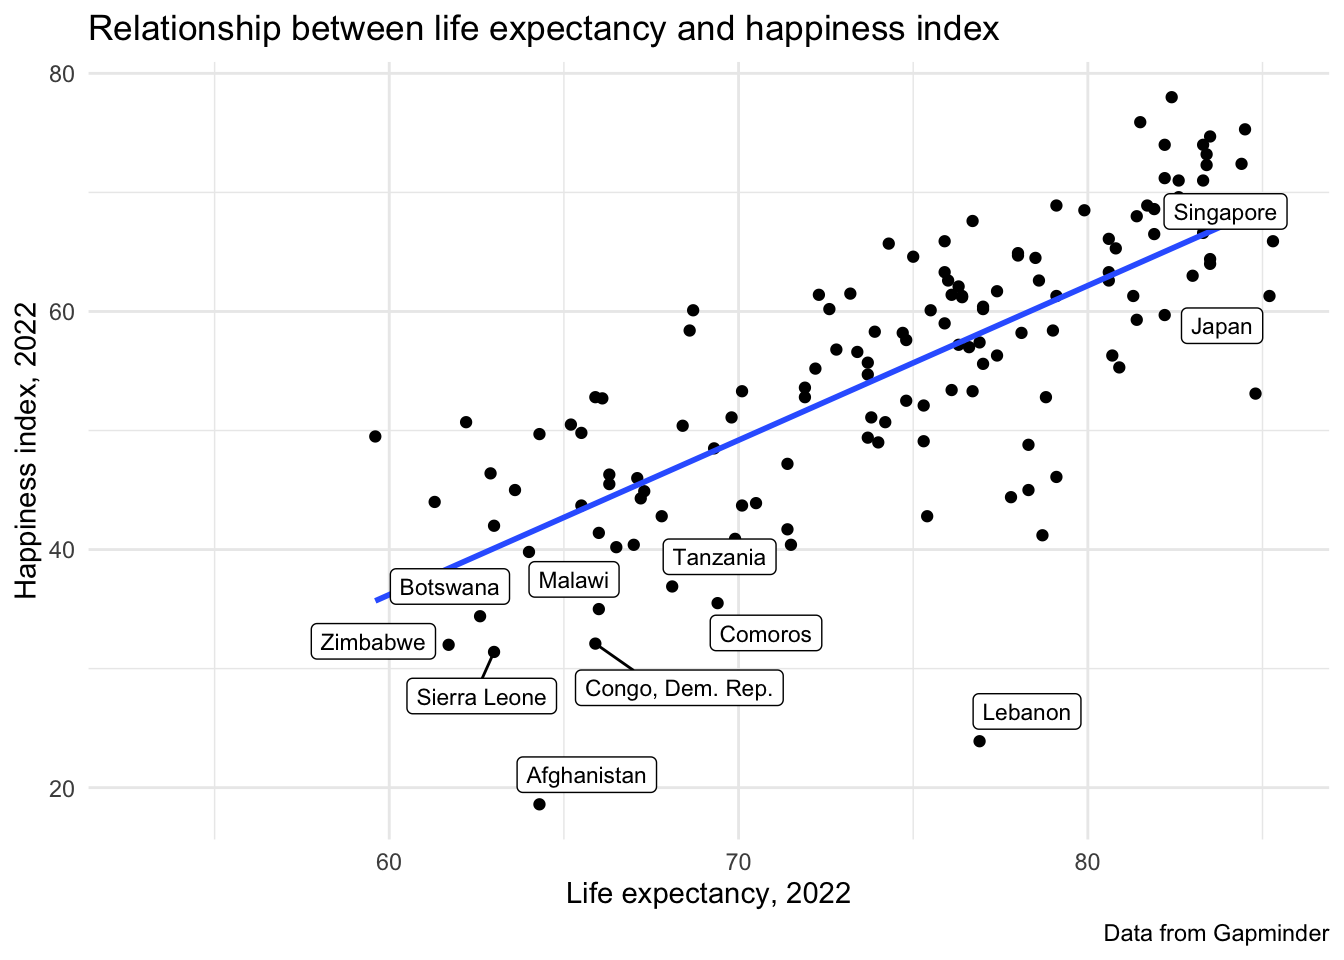 Relationship between life expectancy and happiness index
80
60
40
20
Happiness index, 2022
Singapore
Japan
Tanzania
Malawi
Botswana
Comoros
Zimbabwe
Congo, Dem. Rep.
Sierra Leone
Lebanon
Afghanistan
60
70
80
Life expectancy, 2022
Data from Gapminder